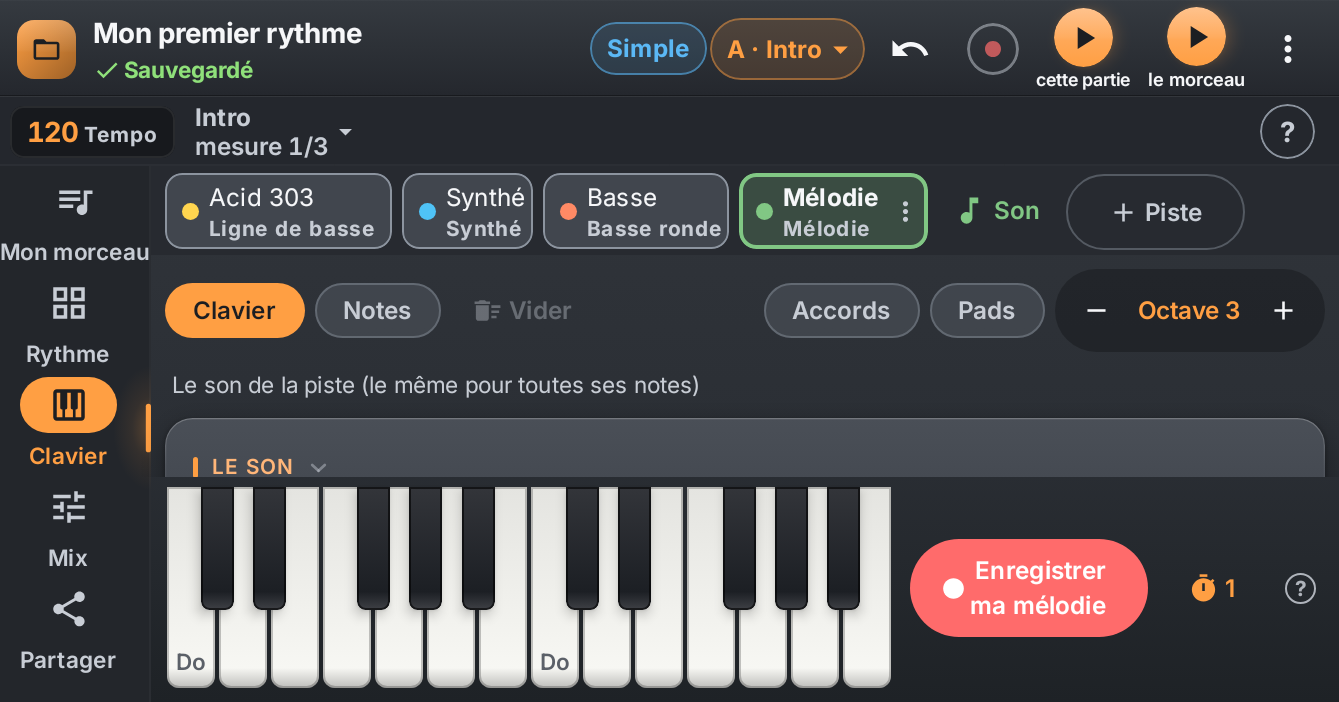 Mon premier rythme
Sauvegardé
Simple
A · Intro
cette partie
le morceau
120 Tempo
Intro
mesure 1/3
?
Mon morceau
Rythme
Clavier
Mix
Partager
Acid 303
Ligne de basse
Synthé
Synthé
Basse
Basse ronde
Mélodie
Mélodie
Son
+ Piste
Clavier
Notes
Vider
Accords
Pads
− Octave 3 +
Le son de la piste (le même pour toutes ses notes)
LE SON
Do
Do
Enregistrer
ma mélodie
1
?